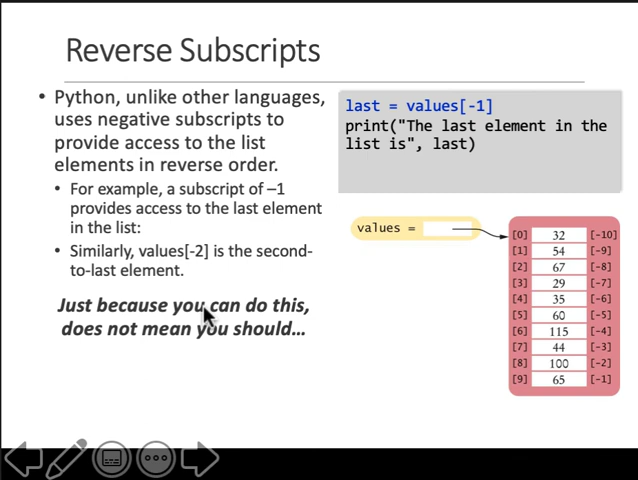 Reverse Subscripts
• Python, unlike other languages,
uses negative subscripts to
provide access to the list
elements in reverse order.
• For example, a subscript of –1
provides access to the last element
in the list:
• Similarly, values[-2] is the second-
to-last element.
Just because you can do this,
does not mean you should...
last = values[-1]
print("The last element in the
list is", last)
values =
[0] 32 [-10]
[1] 54 [-9]
[2] 67 [-8]
[3] 29 [-7]
[4] 35 [-6]
[5] 60 [-5]
[6] 115 [-4]
[7] 44 [-3]
[8] 100 [-2]
[9] 65 [-1]